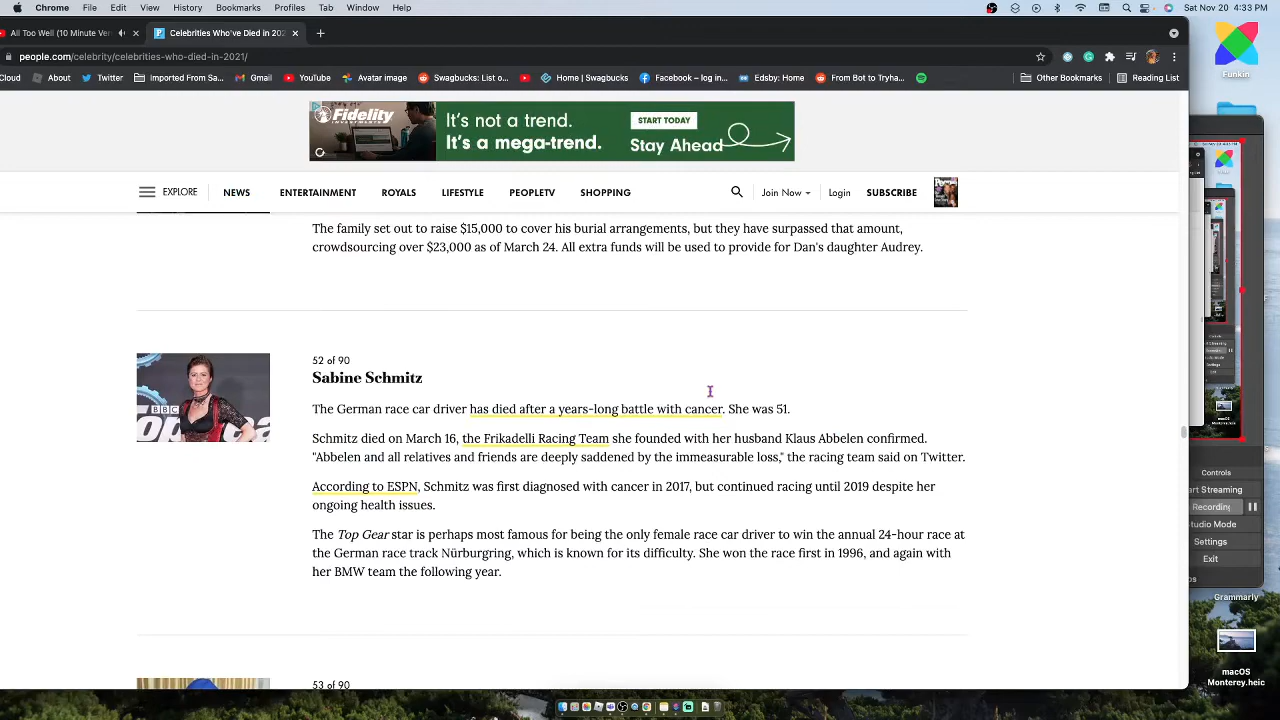 Chrome File Edit View History Bookmarks Profiles Tab Window Help Sat Nov 20 4:33 PM
All Too Well (10 Minute Ver Celebrities Who've Died in 202
people.com/celebrity/celebrities-who-died-in-2021/
Cloud About Twitter Imported From Sa... Gmail YouTube Avatar image Swagbucks: List o... Home | Swagbucks Facebook – log in... Edsby: Home From Bot to Tryha... Other Bookmarks Reading List
Funkin
Fidelity
INVESTMENTS
It's not a trend.
It's a mega-trend.
START TODAY
Stay Ahead
EXPLORE NEWS ENTERTAINMENT ROYALS LIFESTYLE PEOPLETV SHOPPING Join Now Login SUBSCRIBE
The family set out to raise $15,000 to cover his burial arrangements, but they have surpassed that amount,
crowdsourcing over $23,000 as of March 24. All extra funds will be used to provide for Dan's daughter Audrey.
52 of 90
Sabine Schmitz
BBC
The German race car driver has died after a years-long battle with cancer. She was 51.
Schmitz died on March 16, the Frikadelli Racing Team she founded with her husband Klaus Abbelen confirmed.
"Abbelen and all relatives and friends are deeply saddened by the immeasurable loss," the racing team said on Twitter.
According to ESPN, Schmitz was first diagnosed with cancer in 2017, but continued racing until 2019 despite her
ongoing health issues.
The Top Gear star is perhaps most famous for being the only female race car driver to win the annual 24-hour race at
the German race track Nürburgring, which is known for its difficulty. She won the race first in 1996, and again with
her BMW team the following year.
53 of 90
Controls
art Streaming
Recording
Studio Mode
Settings
Exit
Grammarly
macOS
Monterey.heic